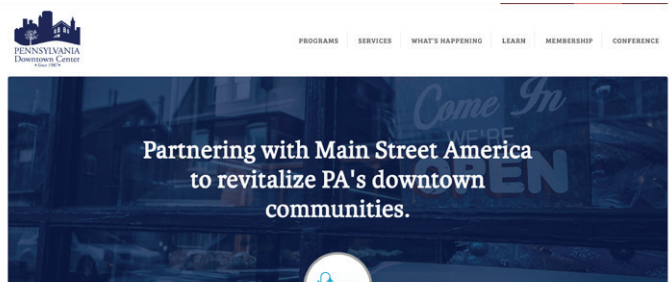 PENNSYLVANIA
Downtown Center
PROGRAMS
SERVICES
WHAT'S HAPPENING
LEARN
MEMBERSHIP
CONFERENCE
Come In
WE'RE
OPEN
Partnering with Main Street America
to revitalize PA's downtown
communities.